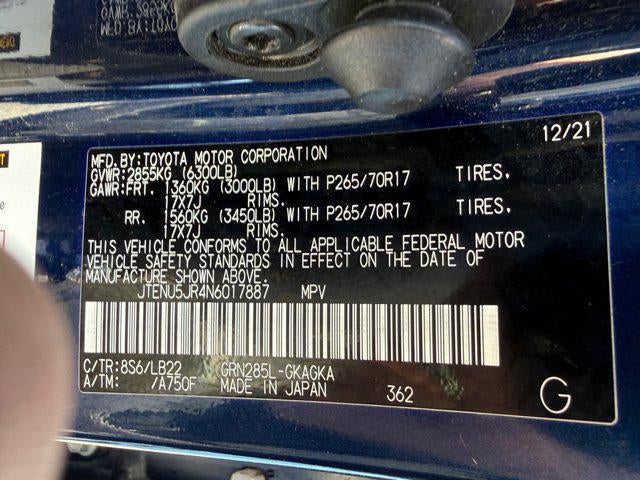 12/21
MFD.BY:TOYOTA MOTOR CORPORATION
GVWR:2855KG (6300LB)
GAWR:FRT. 1360KG (3000LB) WITH P265/70R17 TIRES,
17X7J RIMS.
RR. 1560KG (3450LB) WITH P265/70R17 TIRES,
17X7J RIMS.
THIS VEHICLE CONFORMS TO ALL APPLICABLE FEDERAL MOTOR
VEHICLE SAFETY STANDARDS IN EFFECT ON THE DATE OF
MANUFACTURE SHOWN ABOVE.
JTENU5JR4N6017887 MPV
C/TR:8S6/LB22 GRN285L-GKAGKA
A/TM: /A750F MADE IN JAPAN 362
G